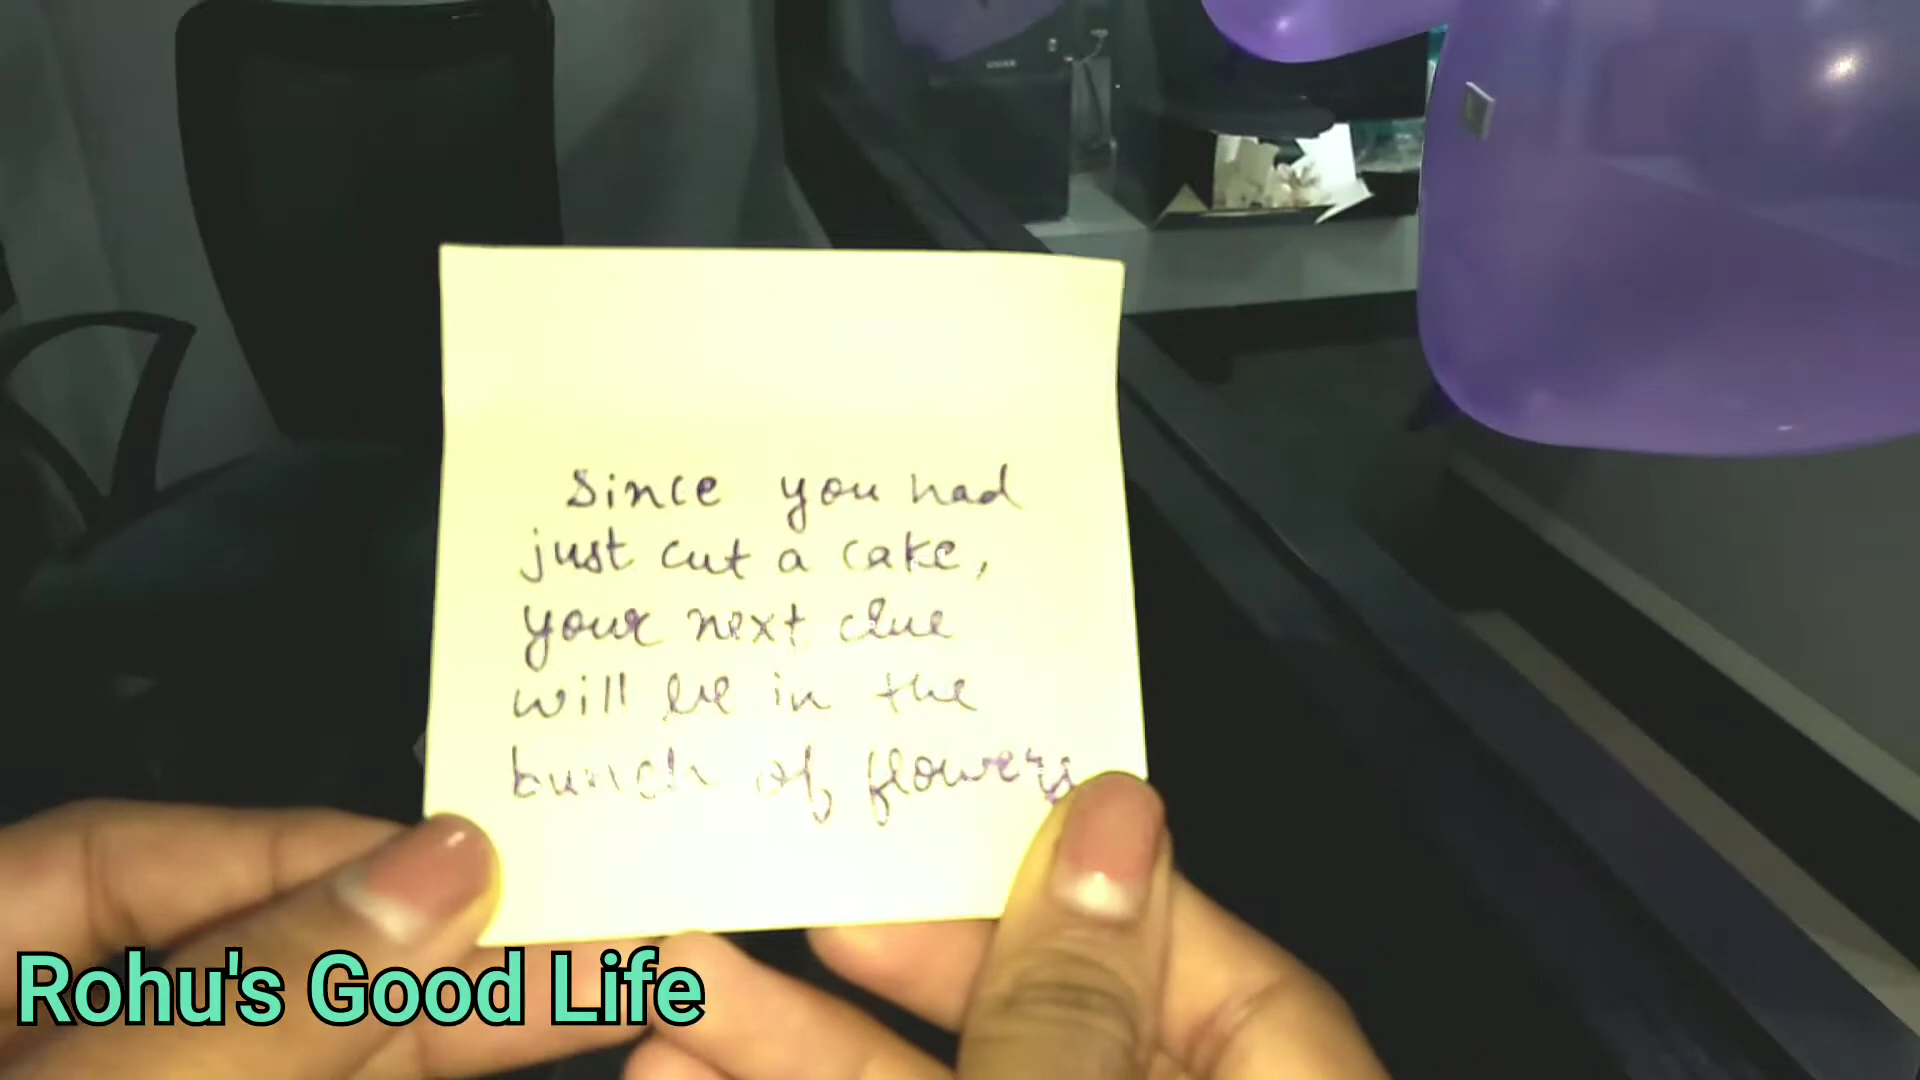 Since you had
just cut a cake,
your next clue
will be in the
bunch of flowers
Rohu's Good Life